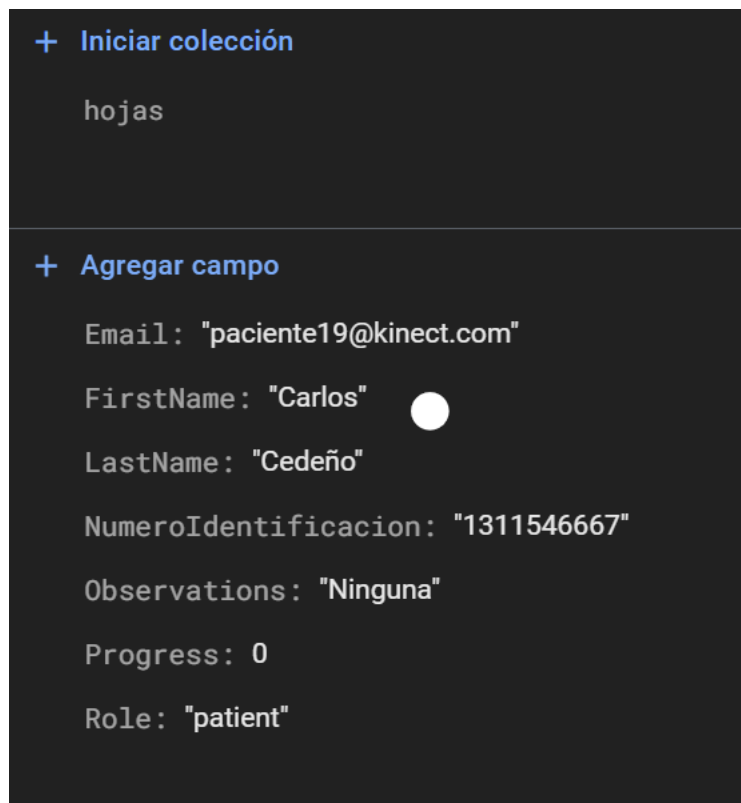 + Iniciar colección
hojas
+ Agregar campo
Email: "paciente19@kinect.com"
FirstName: "Carlos"
LastName: "Cedeño"
NumeroIdentificacion: "1311546667"
Observations: "Ninguna"
Progress: 0
Role: "patient"